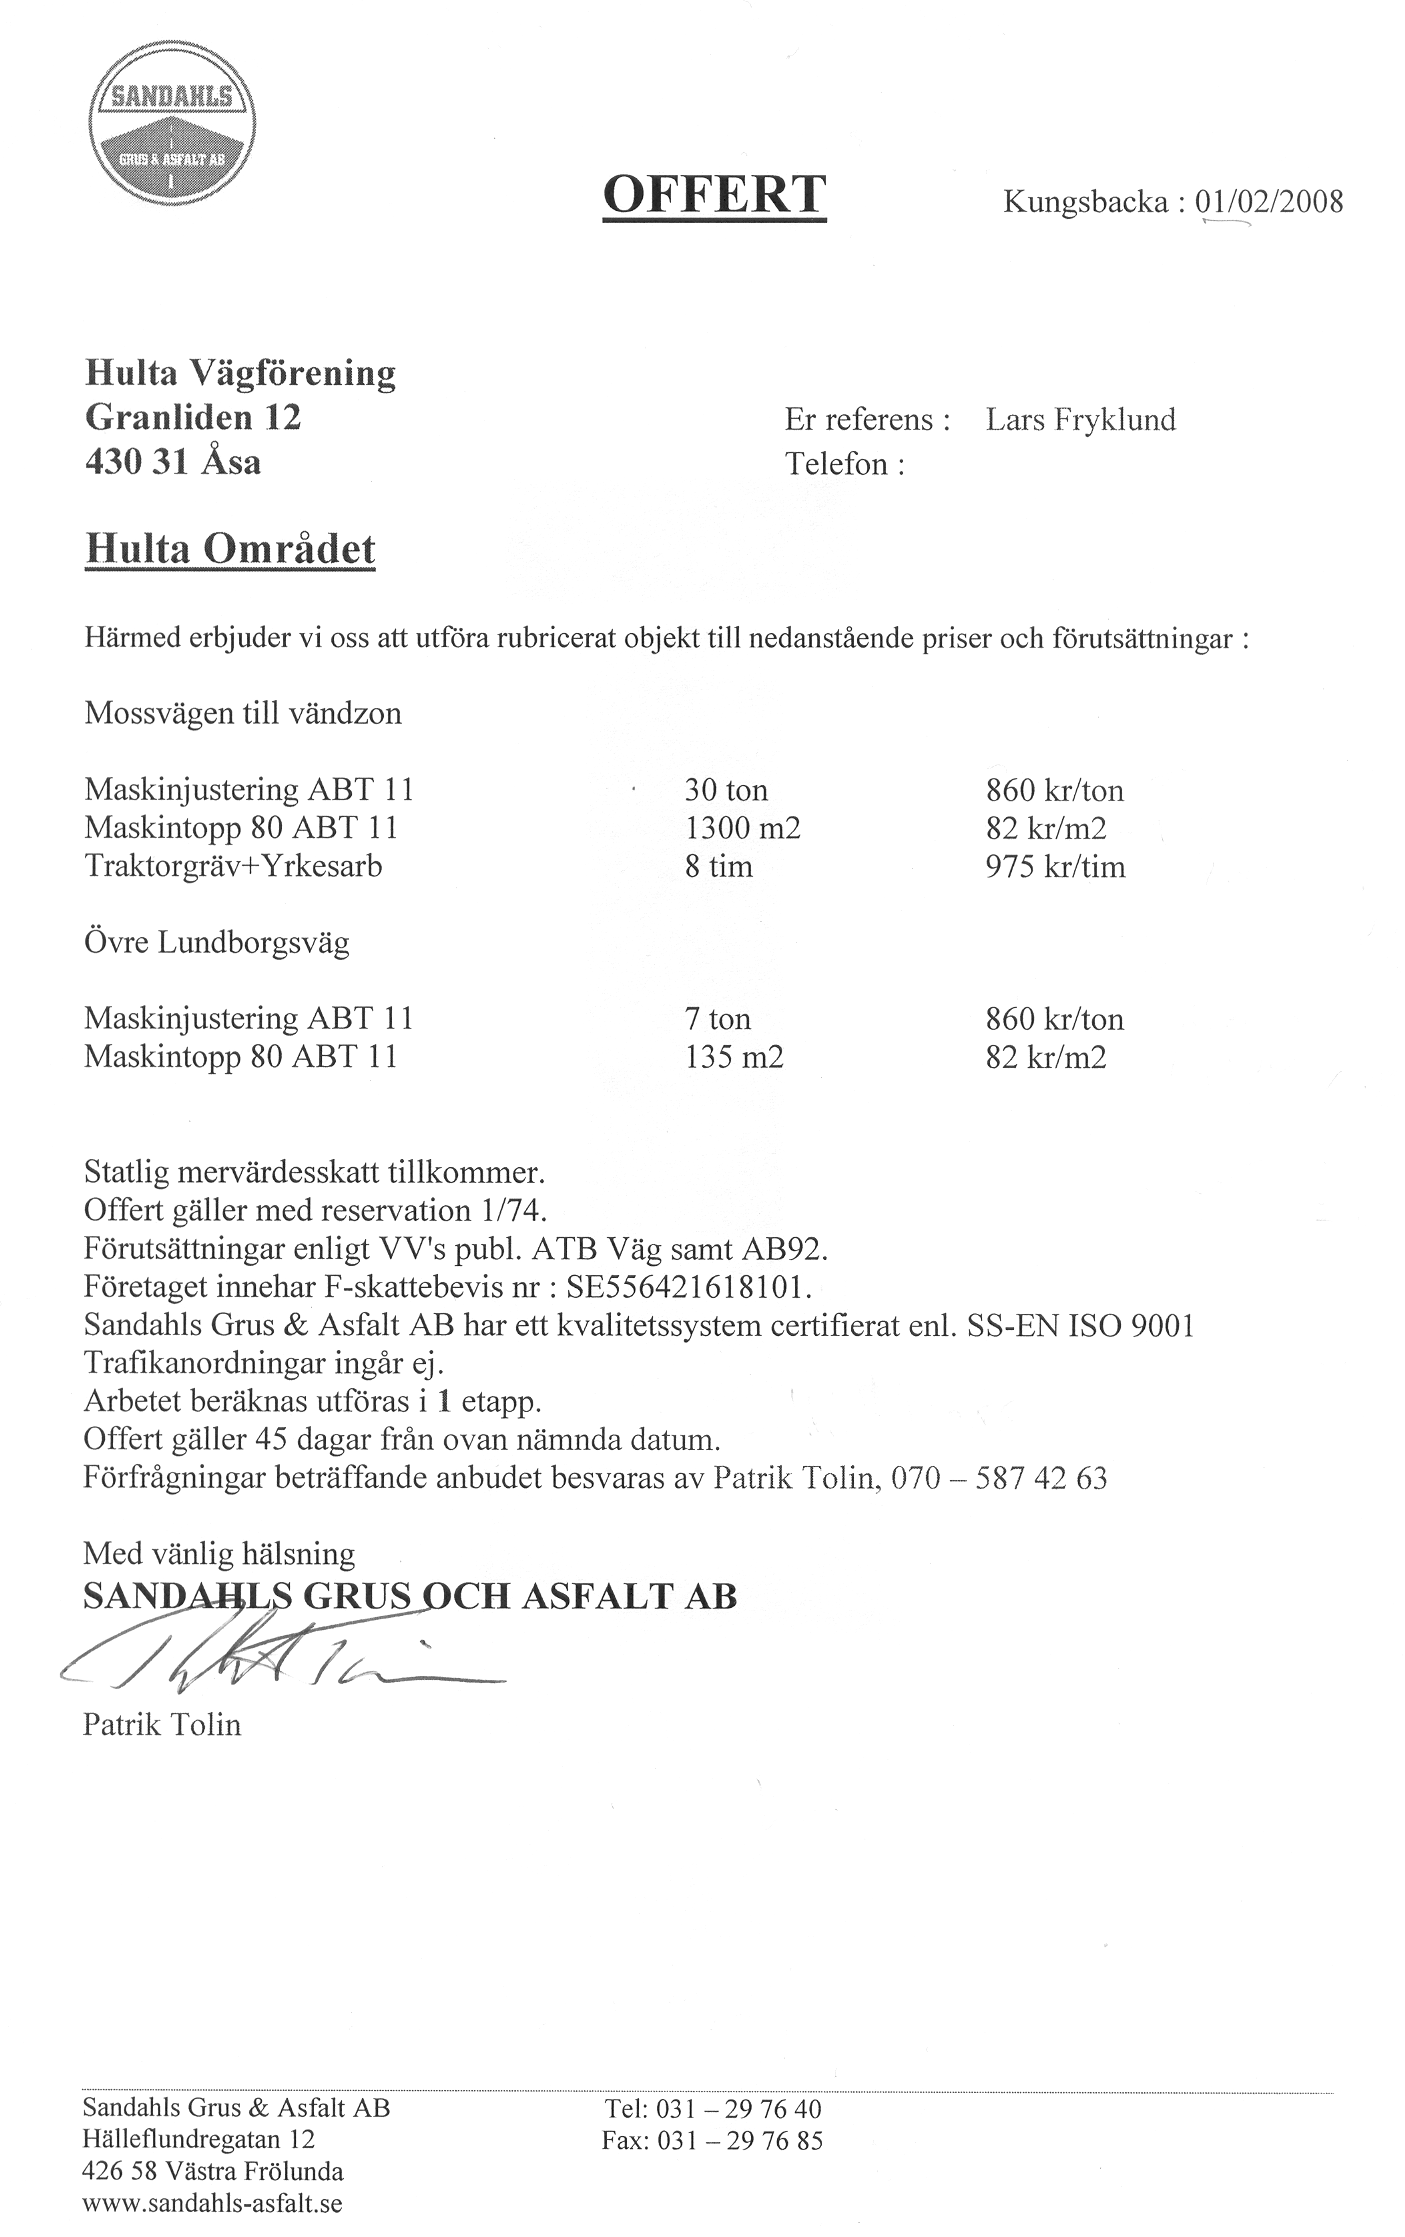 SANDAHLS
GRUS & ASFALT AB
OFFERT Kungsbacka : 01/02/2008
Hulta Vägförening
Granliden 12 Er referens : Lars Fryklund
430 31 Åsa Telefon :
Hulta Området
Härmed erbjuder vi oss att utföra rubricerat objekt till nedanstående priser och förutsättningar :
Mossvägen till vändzon
Maskinjustering ABT 11 30 ton 860 kr/ton
Maskintopp 80 ABT 11 1300 m2 82 kr/m2
Traktorgräv+Yrkesarb 8 tim 975 kr/tim
Övre Lundborgsväg
Maskinjustering ABT 11 7 ton 860 kr/ton
Maskintopp 80 ABT 11 135 m2 82 kr/m2
Statlig mervärdesskatt tillkommer.
Offert gäller med reservation 1/74.
Förutsättningar enligt VV's publ. ATB Väg samt AB92.
Företaget innehar F-skattebevis nr : SE556421618101.
Sandahls Grus & Asfalt AB har ett kvalitetssystem certifierat enl. SS-EN ISO 9001
Trafikanordningar ingår ej.
Arbetet beräknas utföras i 1 etapp.
Offert gäller 45 dagar från ovan nämnda datum.
Förfrågningar beträffande anbudet besvaras av Patrik Tolin, 070 – 587 42 63
Med vänlig hälsning
SANDAHLS GRUS OCH ASFALT AB
Patrik Tolin
Sandahls Grus & Asfalt AB Tel: 031 – 29 76 40
Hälleflundregatan 12 Fax: 031 – 29 76 85
426 58 Västra Frölunda
www.sandahls-asfalt.se